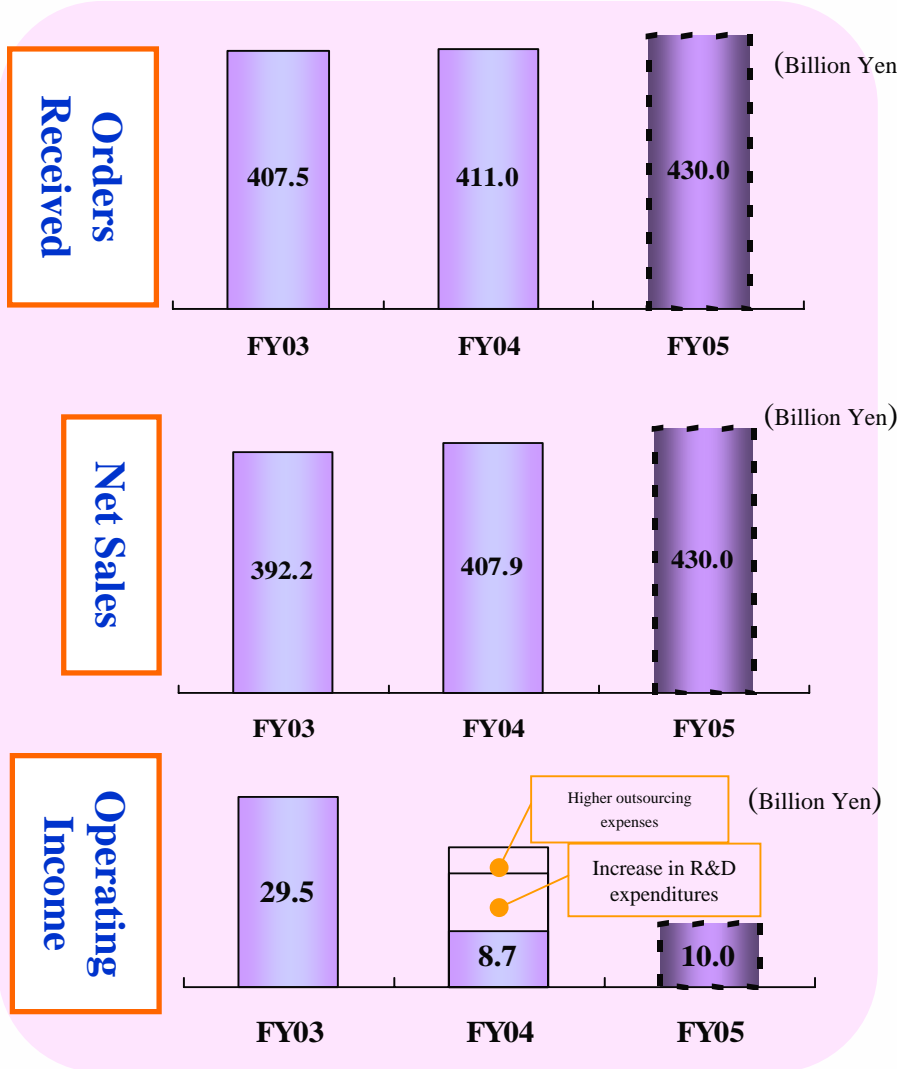 Orders
Received
(Billion Yen
407.5
411.0
430.0
FY03
FY04
FY05
Net Sales
(Billion Yen)
392.2
407.9
430.0
FY03
FY04
FY05
Operating
Income
(Billion Yen)
Higher outsourcing
expenses
Increase in R&D
expenditures
29.5
8.7
10.0
FY03
FY04
FY05